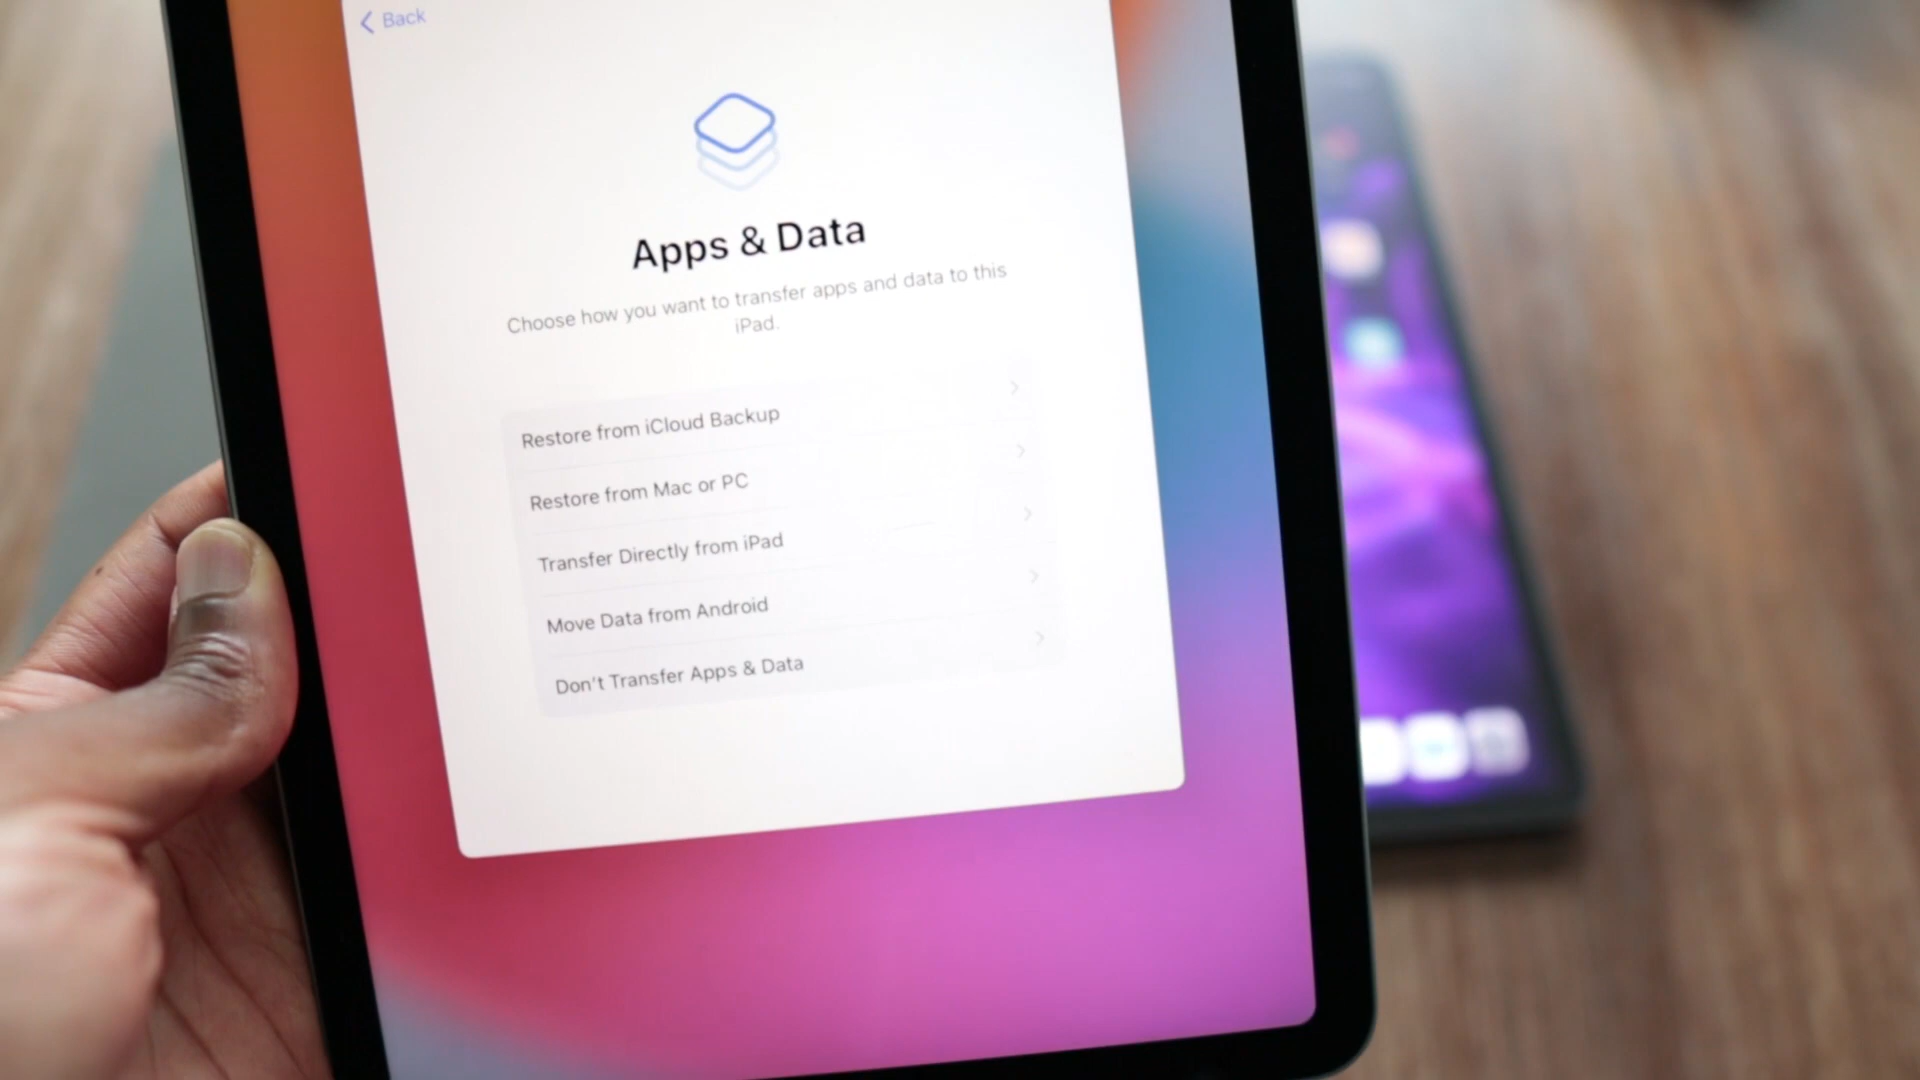 Back
Apps & Data
Choose how you want to transfer apps and data to this
iPad.
Restore from iCloud Backup
Restore from Mac or PC
Transfer Directly from iPad
Move Data from Android
Don't Transfer Apps & Data